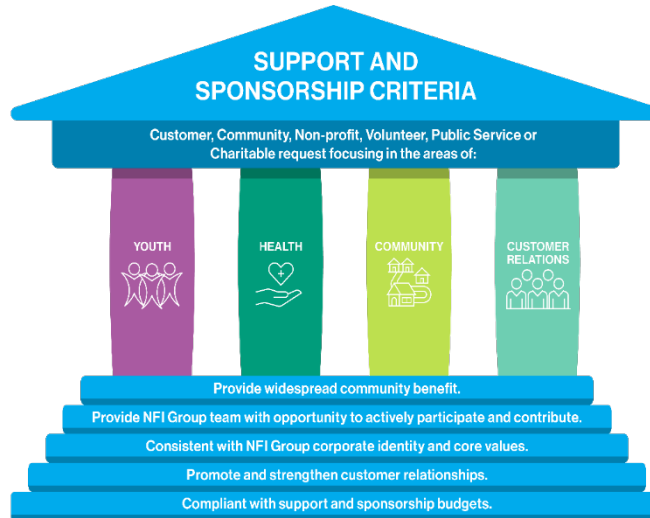 SUPPORT AND
SPONSORSHIP CRITERIA
Customer, Community, Non-profit, Volunteer, Public Service or
Charitable request focusing in the areas of:
YOUTH
HEALTH
COMMUNITY
CUSTOMER
RELATIONS
Provide widespread community benefit.
Provide NFI Group team with opportunity to actively participate and contribute.
Consistent with NFI Group corporate identity and core values.
Promote and strengthen customer relationships.
Compliant with support and sponsorship budgets.